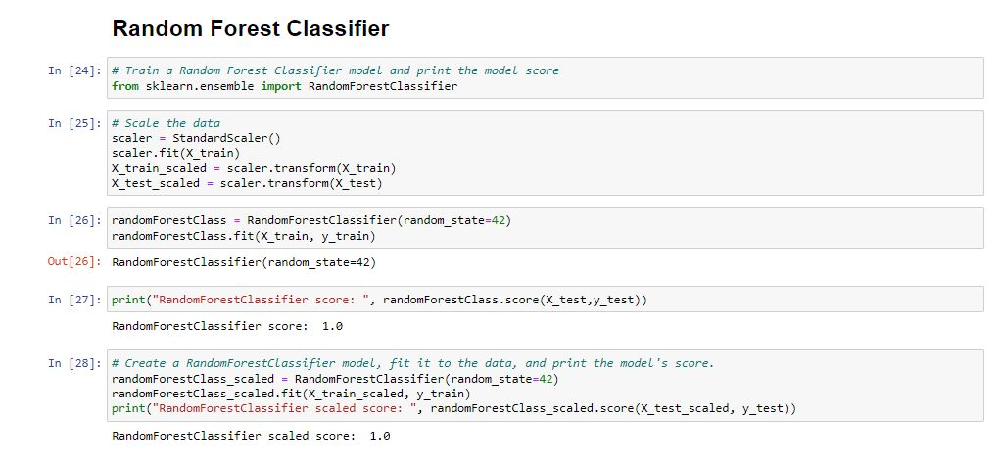 Random Forest Classifier
In [24]: # Train a Random Forest Classifier model and print the model score
from sklearn.ensemble import RandomForestClassifier
In [25]: # Scale the data
scaler = StandardScaler()
scaler.fit(X_train)
X_train_scaled = scaler.transform(X_train)
X_test_scaled = scaler.transform(X_test)
In [26]: randomForestClass = RandomForestClassifier(random_state=42)
randomForestClass.fit(X_train, y_train)
Out[26]: RandomForestClassifier(random_state=42)
In [27]: print("RandomForestClassifier score: ", randomForestClass.score(X_test,y_test))
RandomForestClassifier score:  1.0
In [28]: # Create a RandomForestClassifier model, fit it to the data, and print the model's score.
randomForestClass_scaled = RandomForestClassifier(random_state=42)
randomForestClass_scaled.fit(X_train_scaled, y_train)
print("RandomForestClassifier scaled score: ", randomForestClass_scaled.score(X_test_scaled, y_test))
RandomForestClassifier scaled score:  1.0